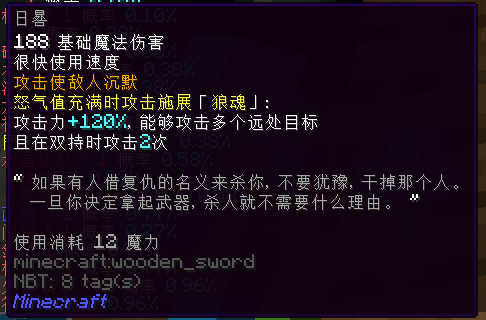 日晷
188 基础魔法伤害
很快使用速度
攻击使敌人沉默
怒气值充满时攻击施展「狼魂」:
攻击力+120%, 能够攻击多个远处目标
且在双持时攻击2次
“ 如果有人借复仇的名义来杀你, 不要犹豫, 干掉那个人。
一旦你决定拿起武器, 杀人就不需要什么理由。 ”
使用消耗 12 魔力
minecraft:wooden_sword
NBT: 8 tag(s)
Minecraft